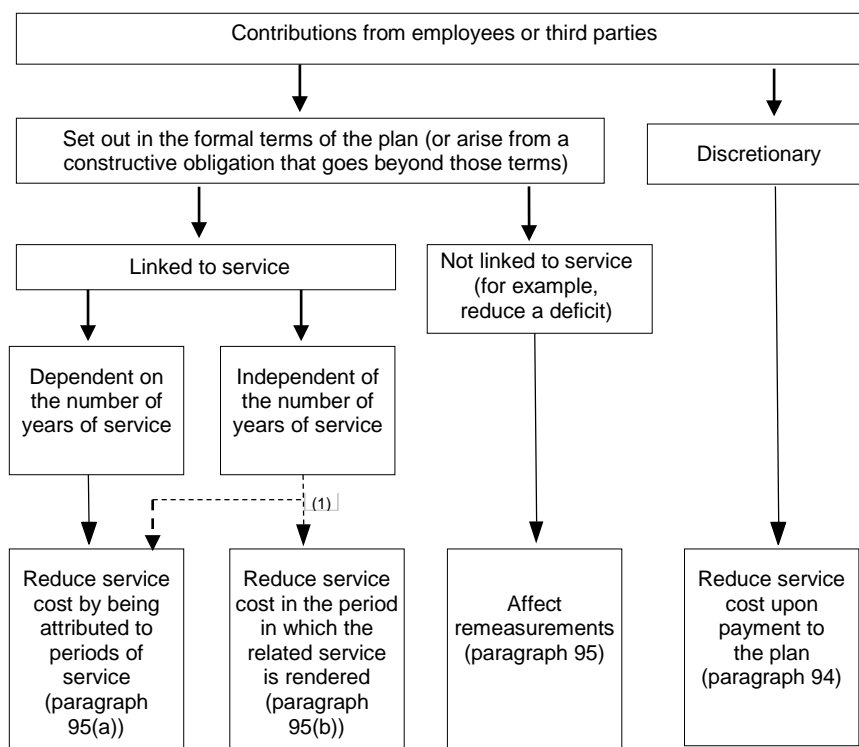 Contributions from employees or third parties
Set out in the formal terms of the plan (or arise from a
constructive obligation that goes beyond those terms)
Discretionary
Linked to service
Not linked to service
(for example,
reduce a deficit)
Dependent on
the number of
years of service
Independent of
the number of
years of service
(1)
Reduce service
cost by being
attributed to
periods of
service
(paragraph
95(a))
Reduce service
cost in the period
in which the
related service
is rendered
(paragraph
95(b))
Affect
remeasurements
(paragraph 95)
Reduce service
cost upon
payment to
the plan
(paragraph 94)